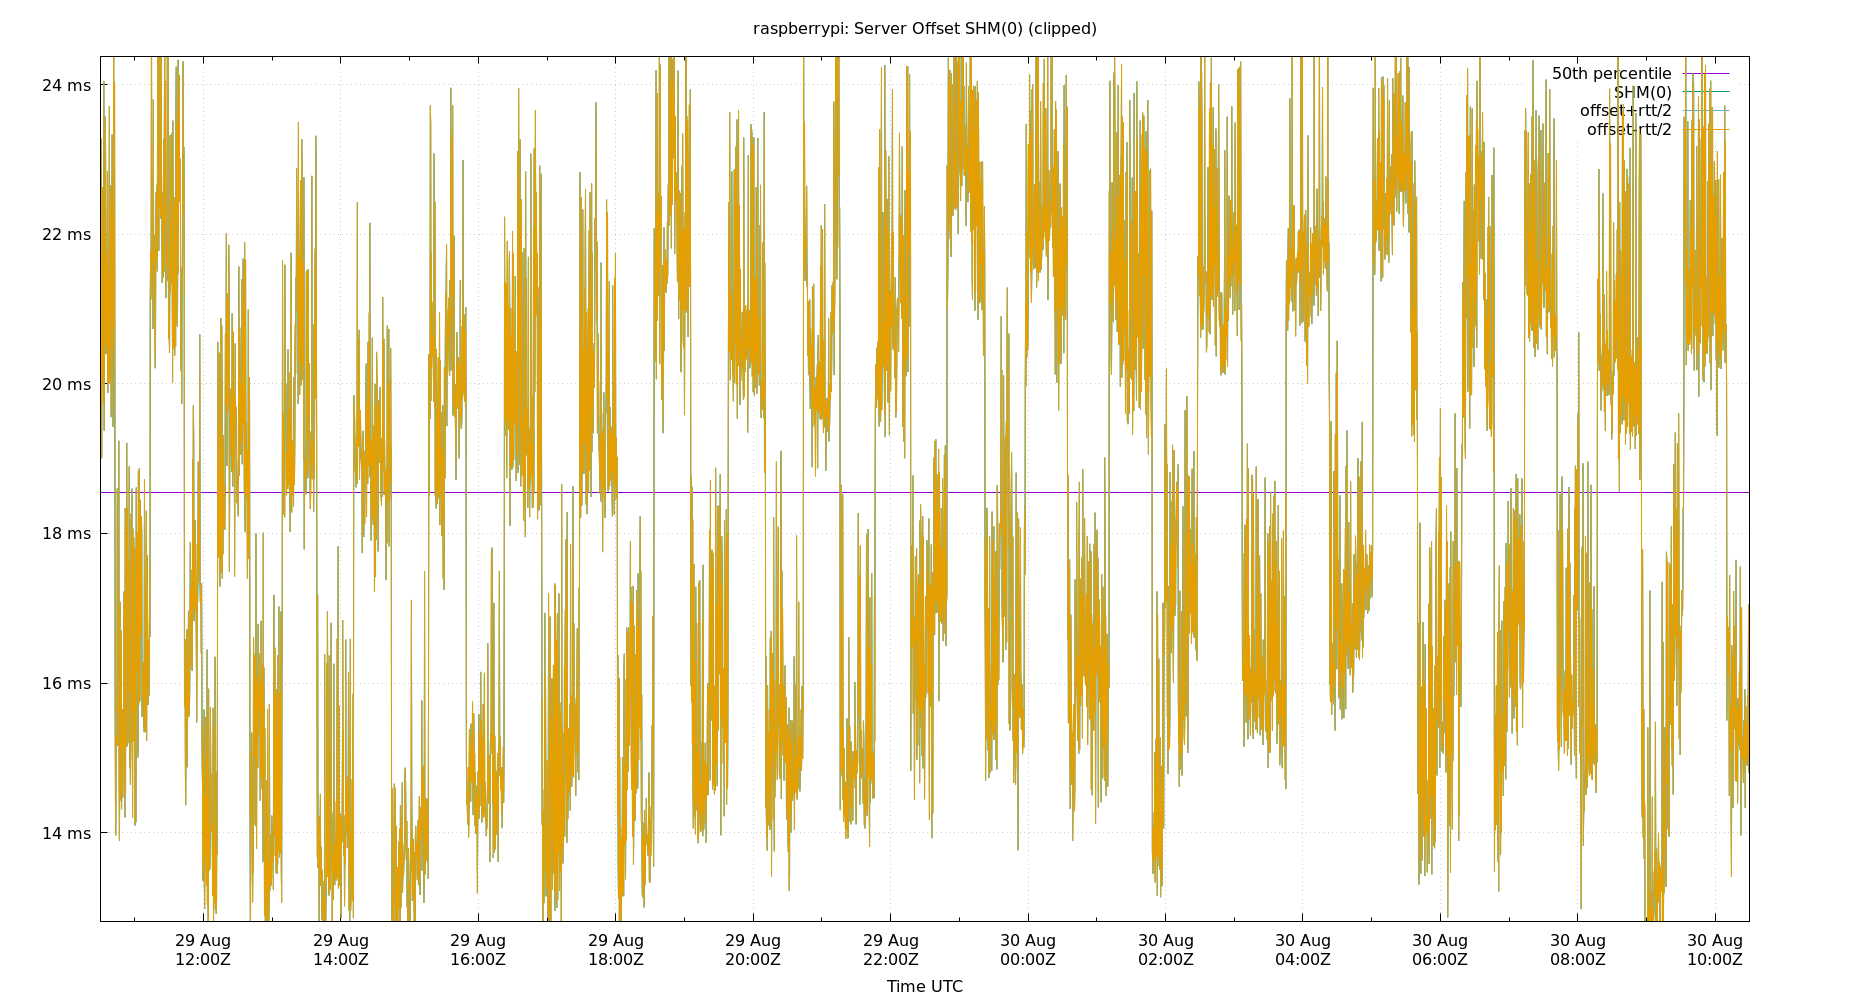 raspberrypi: Server Offset SHM(0) (clipped)
24 ms
22 ms
20 ms
18 ms
16 ms
14 ms
50th percentile
SHM(0)
offset+rtt/2
offset-rtt/2
29 Aug 29 Aug 29 Aug 29 Aug 29 Aug 29 Aug 30 Aug 30 Aug 30 Aug 30 Aug 30 Aug 30 Aug
12:00Z 14:00Z 16:00Z 18:00Z 20:00Z 22:00Z 00:00Z 02:00Z 04:00Z 06:00Z 08:00Z 10:00Z
Time UTC